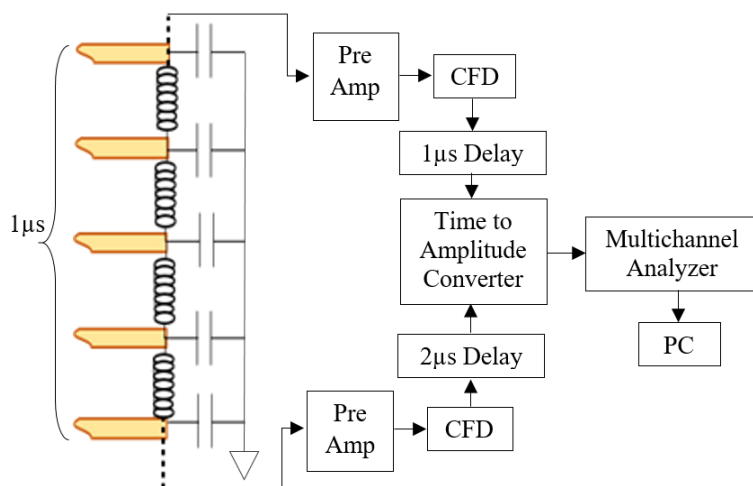 Pre
Amp
CFD
1µs Delay
1µs
Time to
Amplitude
Converter
Multichannel
Analyzer
PC
2µs Delay
Pre
Amp
CFD